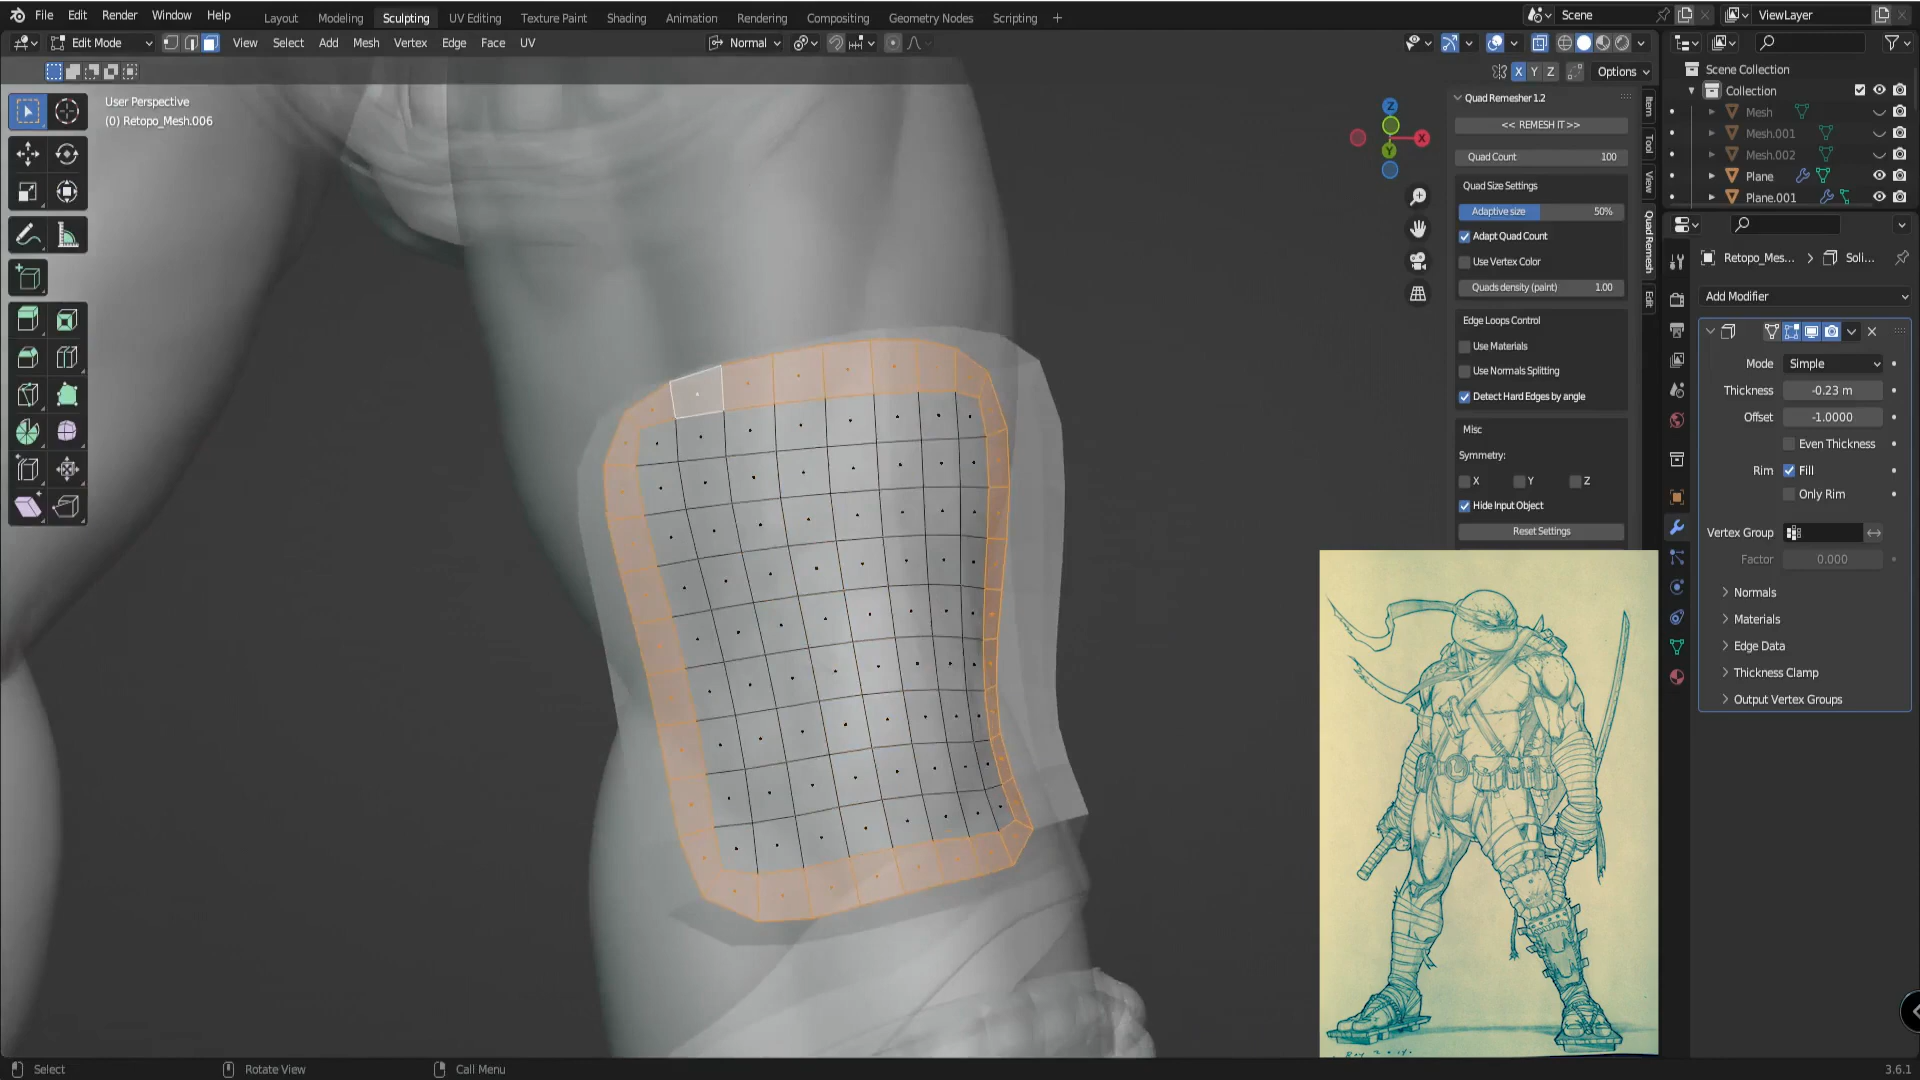 File Edit Render Window Help Layout Modeling Sculpting UV Editing Texture Paint Shading Animation Rendering Compositing Geometry Nodes Scripting + Scene ViewLayer
Edit Mode View Select Add Mesh Vertex Edge Face UV Normal
X Y Z Options
User Perspective
(0) Retopo_Mesh.006
Z
X
Y
Quad Remesher 1.2
<< REMESH IT >>
Quad Count 100
Quad Size Settings
Adaptive size 50%
Adapt Quad Count
Use Vertex Color
Quads density (paint) 1.00
Edge Loops Control
Use Materials
Use Normals Splitting
Detect Hard Edges by angle
Misc
Symmetry:
X Y Z
Hide Input Object
Reset Settings
Item
Tool
View
Quad Remesh
Edit
Scene Collection
Collection
Mesh
Mesh.001
Mesh.002
Plane
Plane.001
Retopo_Mes... > Soli...
Add Modifier
Mode Simple
Thickness -0.23 m
Offset -1.0000
Even Thickness
Rim Fill
Only Rim
Vertex Group
Factor 0.000
Normals
Materials
Edge Data
Thickness Clamp
Output Vertex Groups
Select Rotate View Call Menu 3.6.1